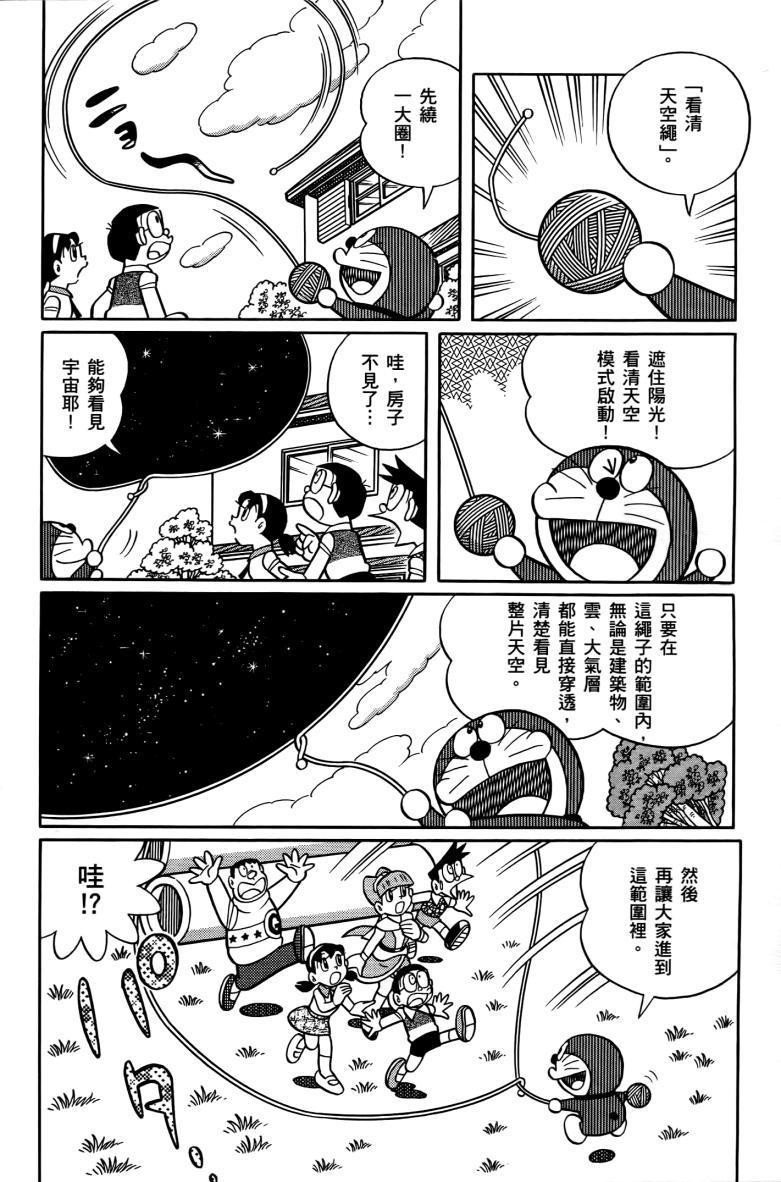 「看清
天空繩」。
先繞
一大圈！
遮住陽光！
看清天空
模式啟動！
哇，房子
不見了…
能夠看見
宇宙耶！
只要在
這繩子的範圍內，
無論是建築物、
雲、大氣層
都能直接穿透，
清楚看見
整片天空。
然後
再讓大家進到
這範圍裡。
哇!?
G